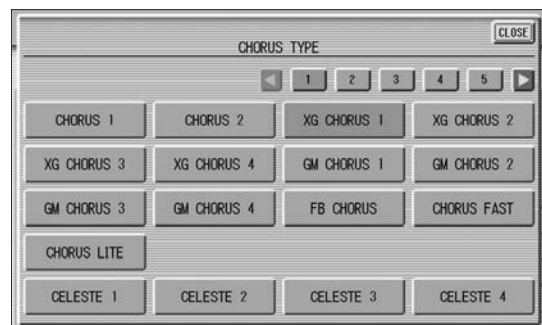 CLOSE
CHORUS TYPE
1 2 3 4 5
CHORUS 1 CHORUS 2 XG CHORUS 1 XG CHORUS 2
XG CHORUS 3 XG CHORUS 4 GM CHORUS 1 GM CHORUS 2
GM CHORUS 3 GM CHORUS 4 FB CHORUS CHORUS FAST
CHORUS LITE
CELESTE 1 CELESTE 2 CELESTE 3 CELESTE 4